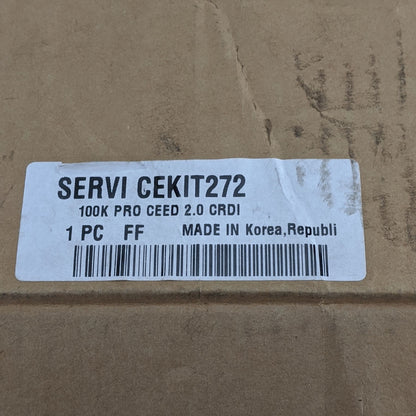 SERVI CEKIT272
100K PRO CEED 2.0 CRDI
1 PC FF MADE IN Korea,Republi